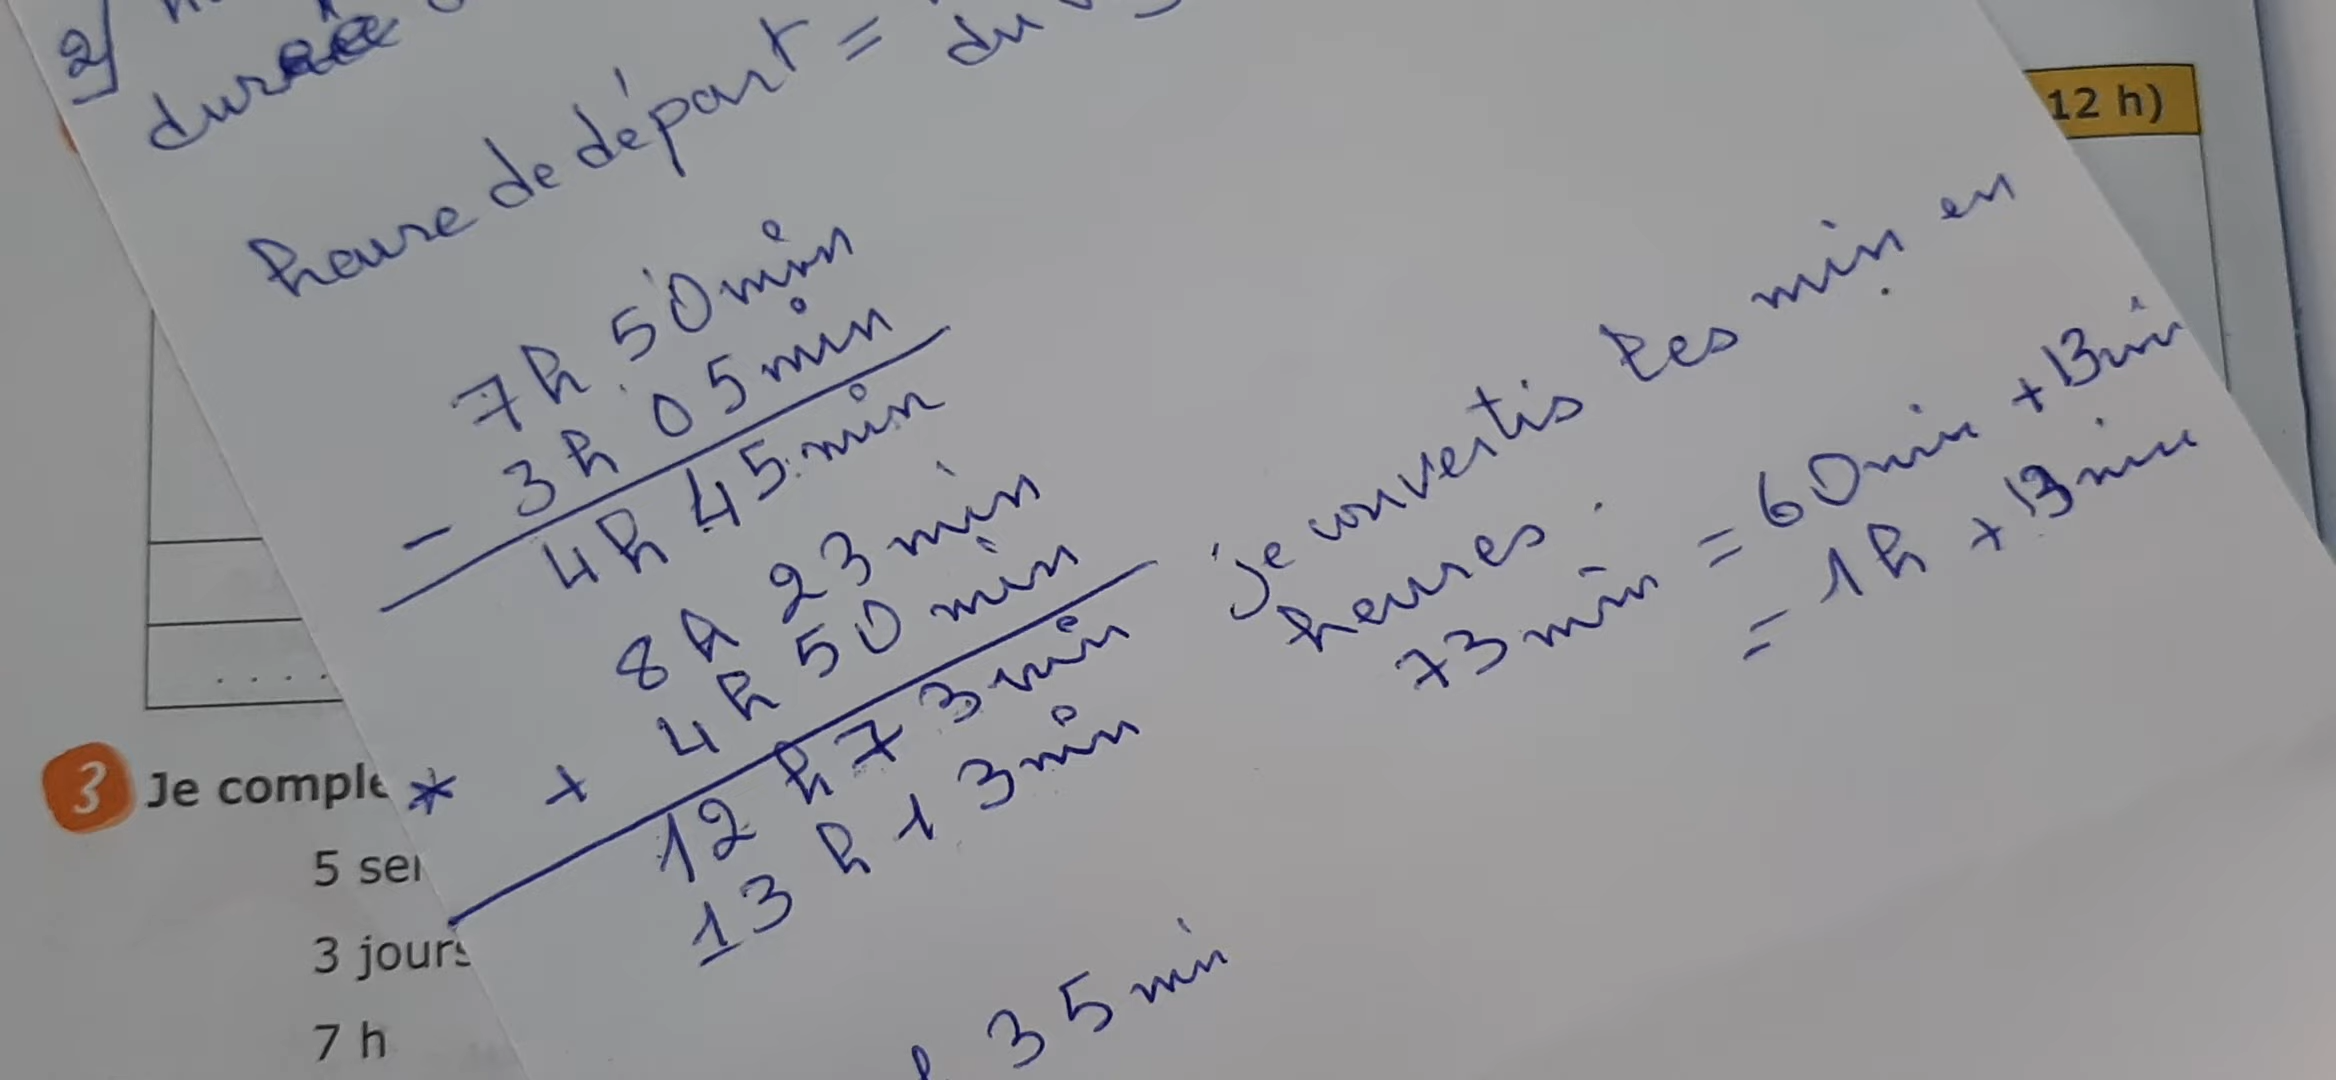 2)
durée
heure de départ =
du
7h 50min
- 3h 05min
4h 45min
8h 23min
* + 4h 50min
12h 73min
13h 13min
je convertis les min en
heures.
73min = 60min + 13min
= 1h + 13min
35min
12 h)
3 Je complè
5 sem
3 jours
7 h